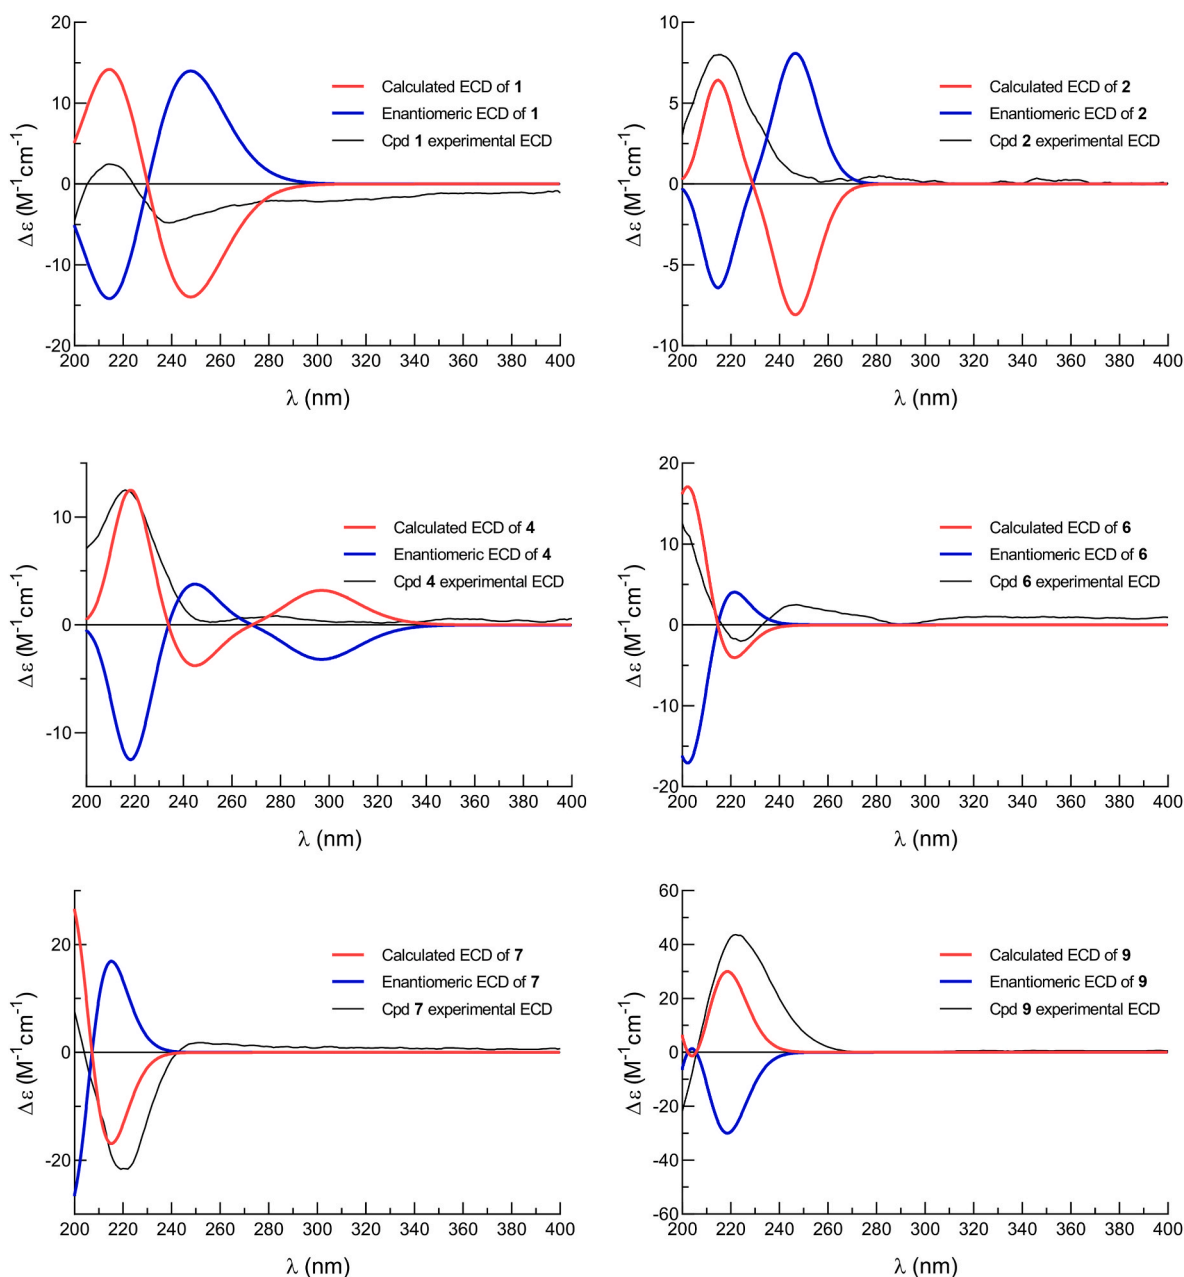 20
10
0
-10
-20
Δε (M⁻¹cm⁻¹)
Calculated ECD of 1
Enantiomeric ECD of 1
Cpd 1 experimental ECD
200 220 240 260 280 300 320 340 360 380 400
λ (nm)
10
5
0
-5
-10
Δε (M⁻¹cm⁻¹)
Calculated ECD of 2
Enantiomeric ECD of 2
Cpd 2 experimental ECD
200 220 240 260 280 300 320 340 360 380 400
λ (nm)
10
0
-10
Δε (M⁻¹cm⁻¹)
Calculated ECD of 4
Enantiomeric ECD of 4
Cpd 4 experimental ECD
200 220 240 260 280 300 320 340 360 380 400
λ (nm)
20
10
0
-10
-20
Δε (M⁻¹cm⁻¹)
Calculated ECD of 6
Enantiomeric ECD of 6
Cpd 6 experimental ECD
200 220 240 260 280 300 320 340 360 380 400
λ (nm)
20
0
-20
Δε (M⁻¹cm⁻¹)
Calculated ECD of 7
Enantiomeric ECD of 7
Cpd 7 experimental ECD
200 220 240 260 280 300 320 340 360 380 400
λ (nm)
60
40
20
0
-20
-40
-60
Δε (M⁻¹cm⁻¹)
Calculated ECD of 9
Enantiomeric ECD of 9
Cpd 9 experimental ECD
200 220 240 260 280 300 320 340 360 380 400
λ (nm)